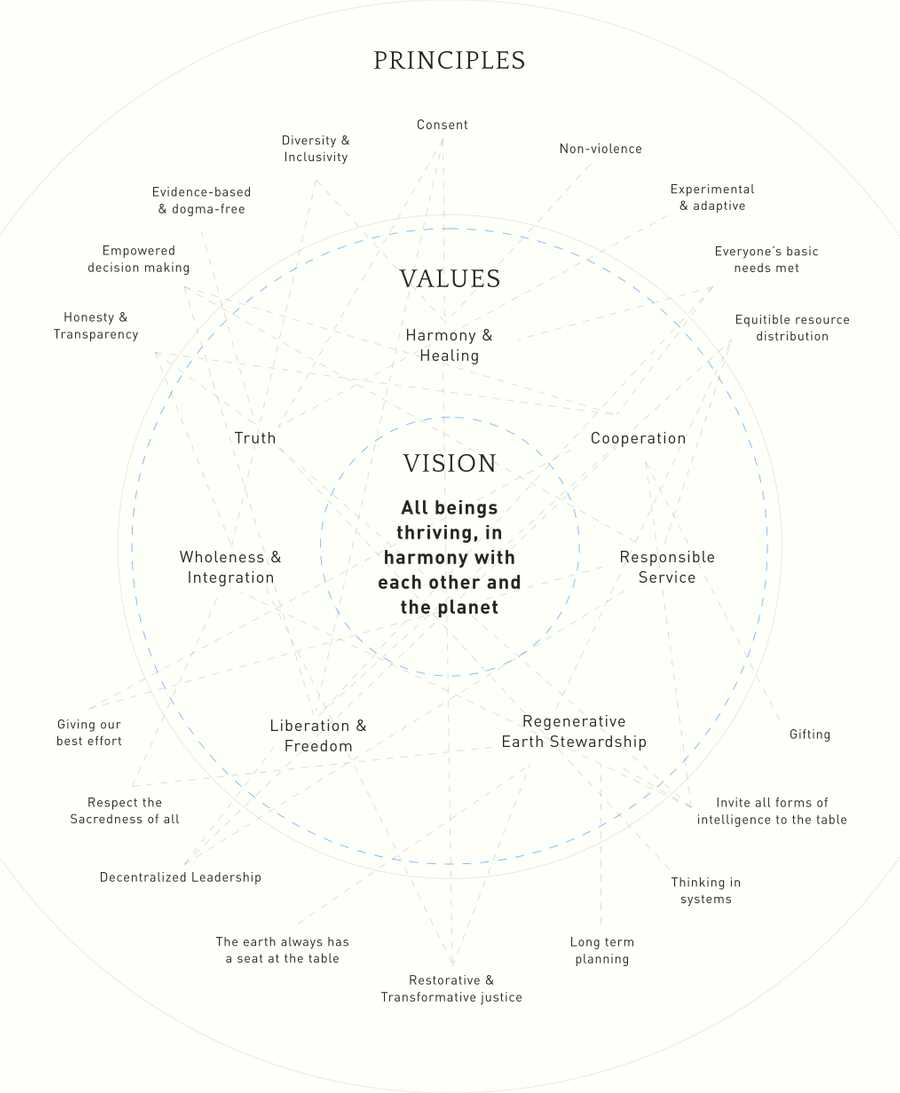 PRINCIPLES
Consent
Diversity &
Inclusivity
Non-violence
Evidence-based
& dogma-free
Experimental
& adaptive
Empowered
decision making
Everyone's basic
needs met
Honesty &
Transparency
Equitible resource
distribution
VALUES
Harmony &
Healing
Truth
Cooperation
VISION
All beings
thriving, in
harmony with
each other and
the planet
Wholeness &
Integration
Responsible
Service
Liberation &
Freedom
Regenerative
Earth Stewardship
Giving our
best effort
Gifting
Respect the
Sacredness of all
Invite all forms of
intelligence to the table
Decentralized Leadership
Thinking in
systems
The earth always has
a seat at the table
Long term
planning
Restorative &
Transformative justice